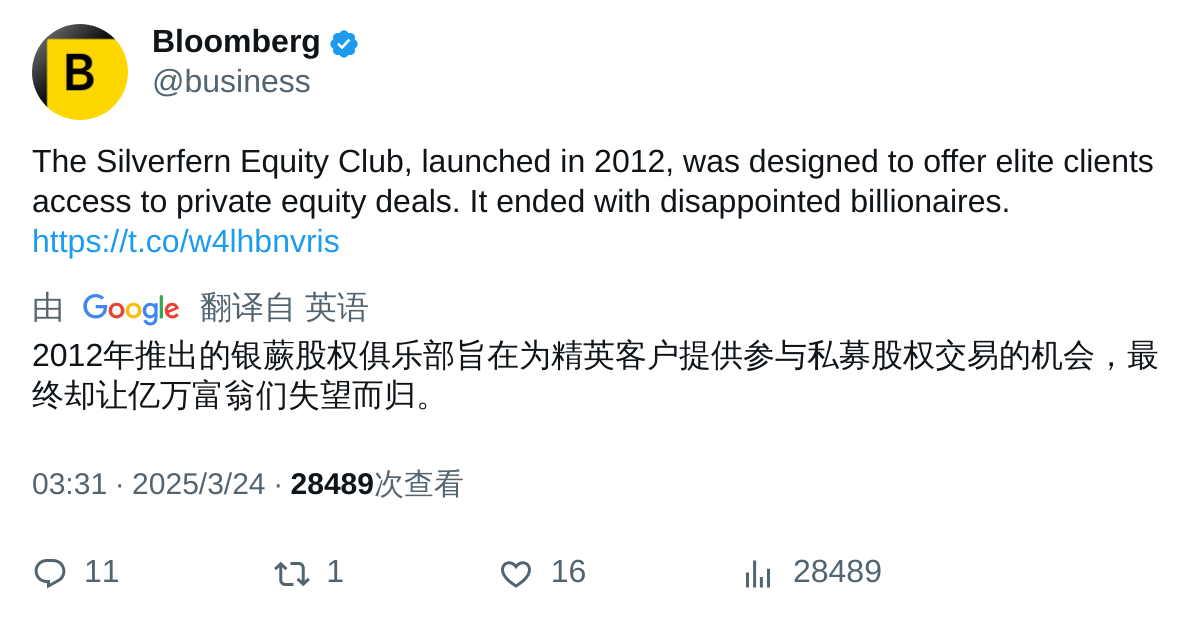 B
Bloomberg
@business
The Silverfern Equity Club, launched in 2012, was designed to offer elite clients
access to private equity deals. It ended with disappointed billionaires.
https://t.co/w4lhbnvris
由 Google 翻译自 英语
2012年推出的银蕨股权俱乐部旨在为精英客户提供参与私募股权交易的机会，最
终却让亿万富翁们失望而归。
03:31 · 2025/3/24 · 28489次查看
11 1 16 28489